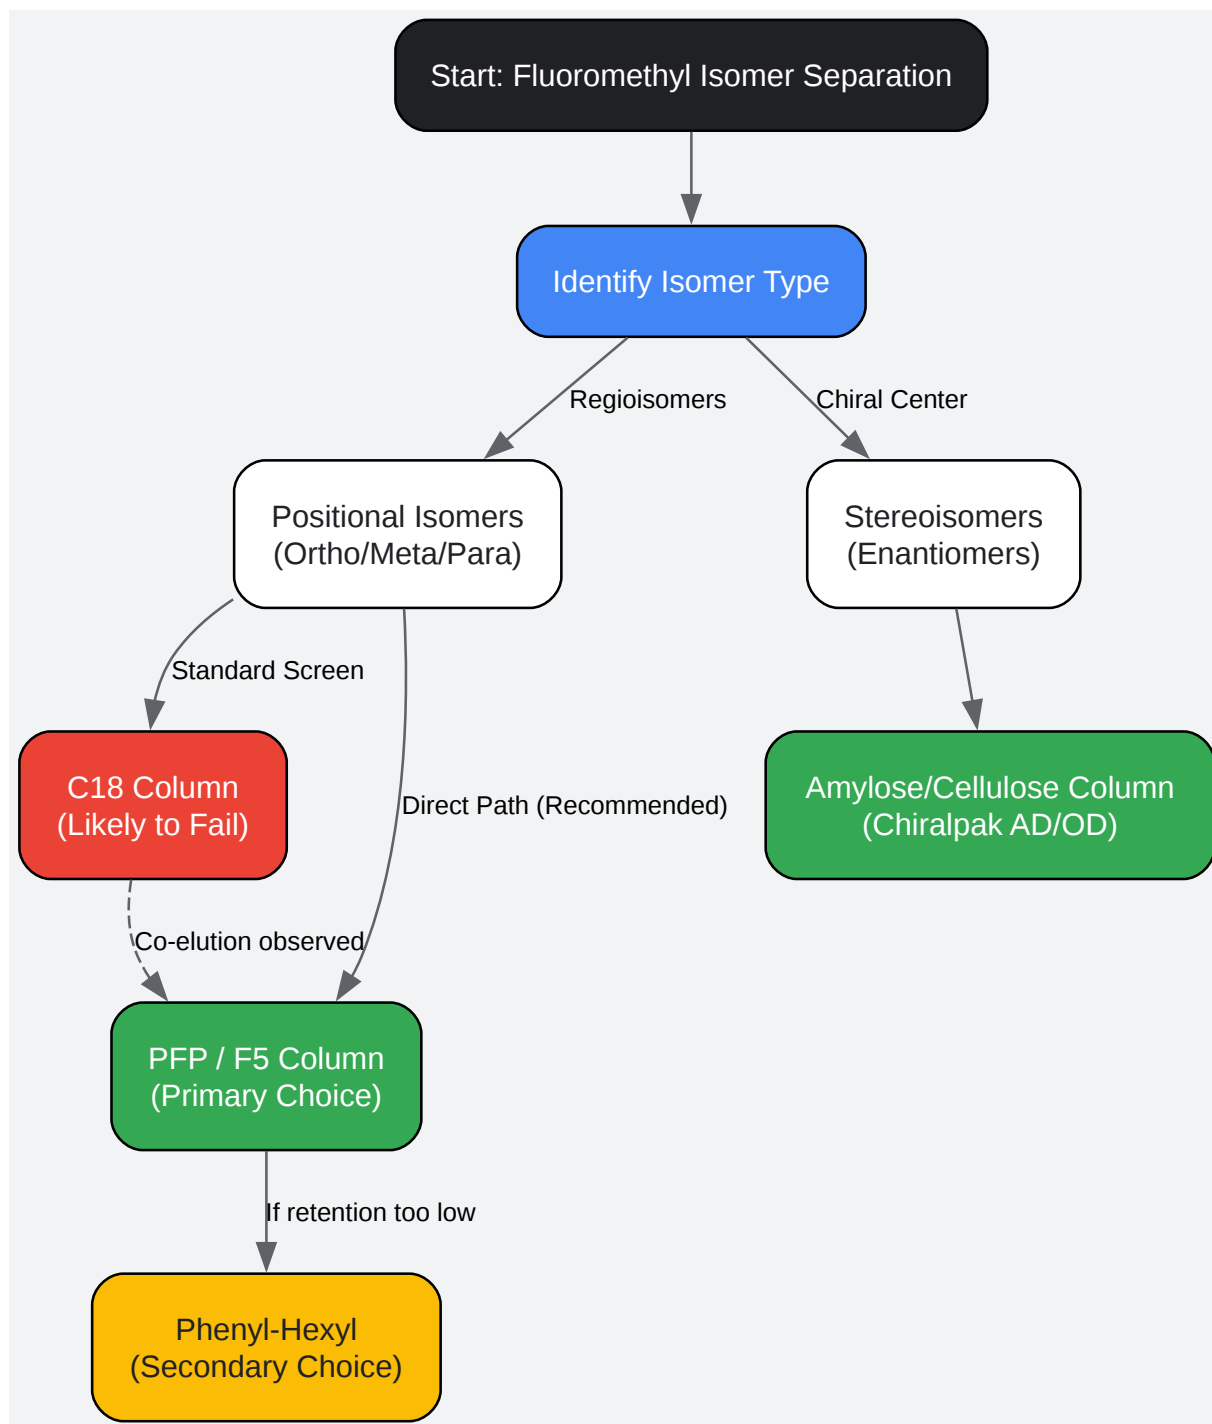 Start: Fluoromethyl Isomer Separation
Identify Isomer Type
Regioisomers
Chiral Center
Positional Isomers
(Ortho/Meta/Para)
Stereoisomers
(Enantiomers)
Standard Screen
C18 Column
(Likely to Fail)
Direct Path (Recommended)
Amylose/Cellulose Column
(Chiralpak AD/OD)
Co-elution observed
PFP / F5 Column
(Primary Choice)
If retention too low
Phenyl-Hexyl
(Secondary Choice)